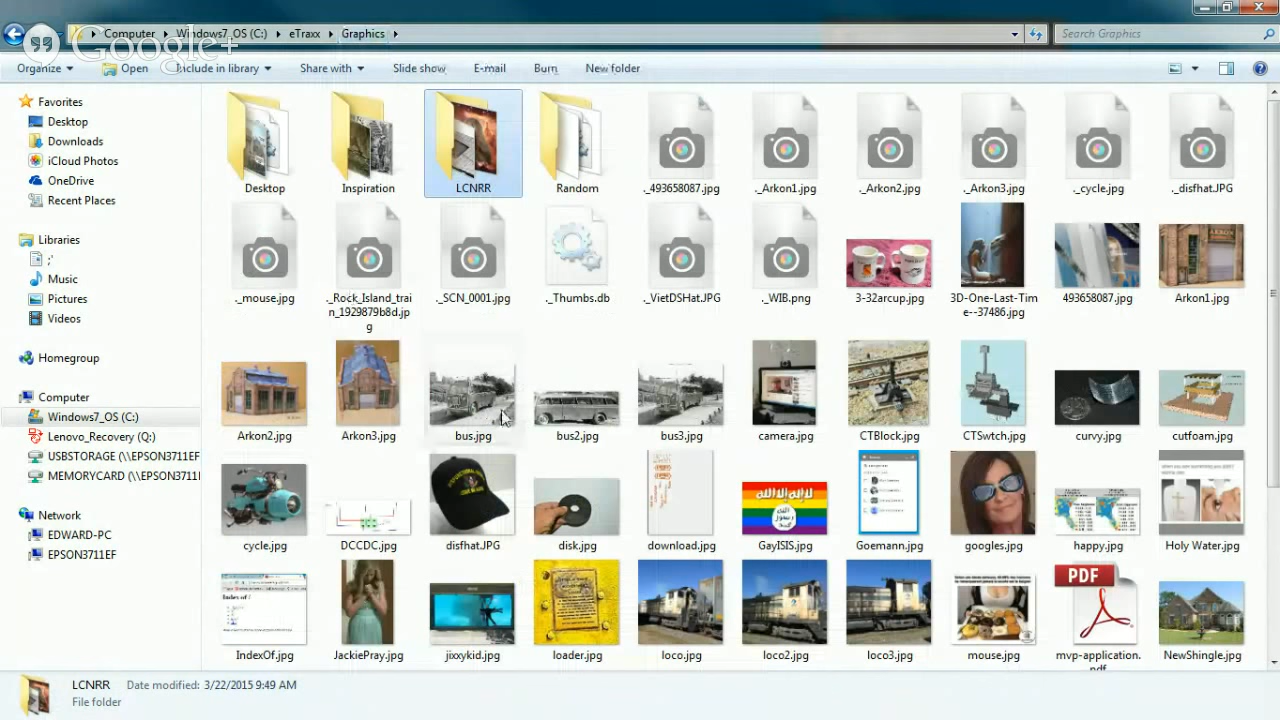 Google+
Computer Windows7_OS (C:) eTraxx Graphics
Search Graphics
Organize Open Include in library Share with Slide show E-mail Burn New folder
Favorites
Desktop
Downloads
iCloud Photos
OneDrive
Recent Places
Libraries
;'
Music
Pictures
Videos
Homegroup
Computer
Windows7_OS (C:)
Lenovo_Recovery (Q:)
USBSTORAGE (\\EPSON3711EF
MEMORYCARD (\\EPSON3711EF
Network
EDWARD-PC
EPSON3711EF
Desktop Inspiration LCNRR Random ._493658087.jpg ._Arkon1.jpg ._Arkon2.jpg ._Arkon3.jpg ._cycle.jpg ._disfhat.JPG
._mouse.jpg ._Rock_Island_trai ._SCN_0001.jpg ._Thumbs.db ._VietDSHat.JPG ._WIB.png 3-32arcup.jpg 3D-One-Last-Tim 493658087.jpg Arkon1.jpg
n_1929879b8d.jp e--37486.jpg
g
Arkon2.jpg Arkon3.jpg bus.jpg bus2.jpg bus3.jpg camera.jpg CTBlock.jpg CTSwtch.jpg curvy.jpg cutfoam.jpg
cycle.jpg DCCDC.jpg disfhat.JPG disk.jpg download.jpg GayISIS.jpg Goemann.jpg googles.jpg happy.jpg Holy Water.jpg
PDF
IndexOf.jpg JackiePray.jpg jixxykid.jpg loader.jpg loco.jpg loco2.jpg loco3.jpg mouse.jpg mvp-application. NewShingle.jpg
pdf
LCNRR Date modified: 3/22/2015 9:49 AM
File folder